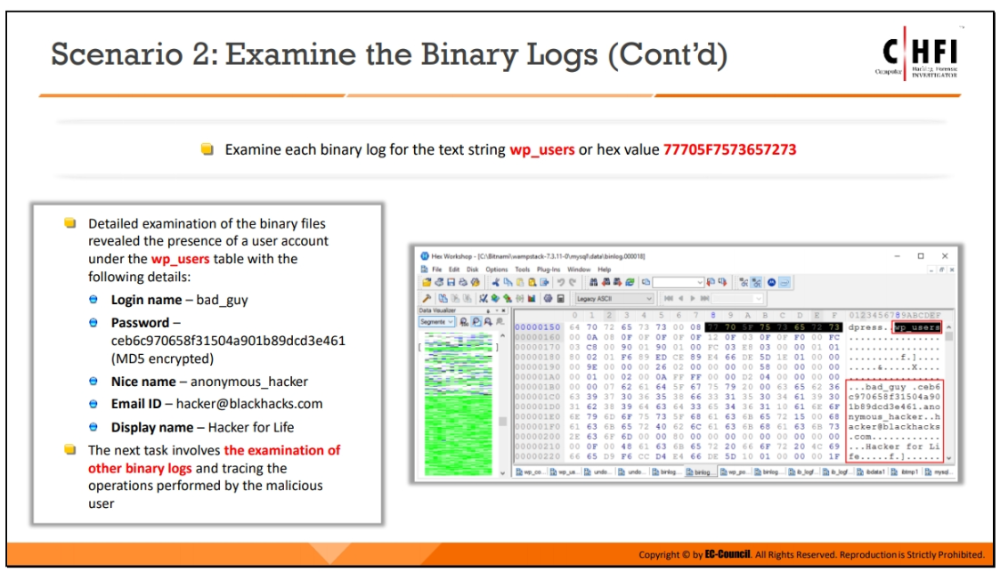 Scenario 2: Examine the Binary Logs (Cont'd)
CHFI
Computer Hacking Forensic
INVESTIGATOR
Examine each binary log for the text string wp_users or hex value 77705F7573657273
Detailed examination of the binary files
revealed the presence of a user account
under the wp_users table with the
following details:
Login name – bad_guy
Password –
ceb6c970658f31504a901b89dcd3e461
(MD5 encrypted)
Nice name – anonymous_hacker
Email ID – hacker@blackhacks.com
Display name – Hacker for Life
The next task involves the examination of
other binary logs and tracing the
operations performed by the malicious
user
Hex Workshop - [C:\Bitnami\wampstack-7.3.11-0\mysql\data\binlog.000018]
File Edit Disk Options Tools Plug-Ins Window Help
Legacy ASCII
Data Visualizer
Segments
0 1 2 3 4 5 6 7 8 9 A B C D E F 0123456789ABCDEF
00000150 64 70 72 65 73 73 00 08 77 70 5F 75 73 65 72 73 dpress..wp_users
00000160 00 0A 08 0F 0F 0F 0F 12 0F 03 0F 0F F0 00 FC ................
00000170 03 C8 00 90 01 90 01 00 FC 03 E8 03 00 00 01 01 ................
00000180 80 02 01 F6 89 ED CE 89 E4 66 DE 5D 1E 01 00 00 .........f.]....
00000190 00 9E 00 00 00 26 02 00 00 00 00 58 00 00 00 00 .....&.....X....
000001A0 00 01 00 02 00 0A FF FF 00 00 D2 04 00 00 00 00 ................
000001B0 00 00 07 62 61 64 5F 67 75 79 20 00 63 65 62 36 ...bad_guy .ceb6
000001C0 63 39 37 30 36 35 38 66 33 31 35 30 34 61 39 30 c970658f31504a90
000001D0 31 62 38 39 64 63 64 33 65 34 36 31 10 61 6E 6F 1b89dcd3e461.ano
000001E0 6E 79 6D 6F 75 73 5F 68 61 63 6B 65 72 15 00 68 nymous_hacker..h
000001F0 61 63 6B 65 72 40 62 6C 61 63 6B 68 61 63 6B 73 acker@blackhacks
00000200 2E 63 6F 6D 00 00 80 00 00 00 00 00 00 00 00 00 .com............
00000210 00 0F 00 48 61 63 6B 65 72 20 66 6F 72 20 4C 69 ...Hacker for Li
00000220 66 65 D9 F6 CC D4 E4 66 DE 5D 10 01 00 00 00 1F fe.....f.]......
wp_co... wp_us... undo... undo... binlog... binlog... wp_po... binlog... ib_logf... ib_logf... ibdata1 ibtmp1 mysql...
Copyright © by EC-Council. All Rights Reserved. Reproduction is Strictly Prohibited.